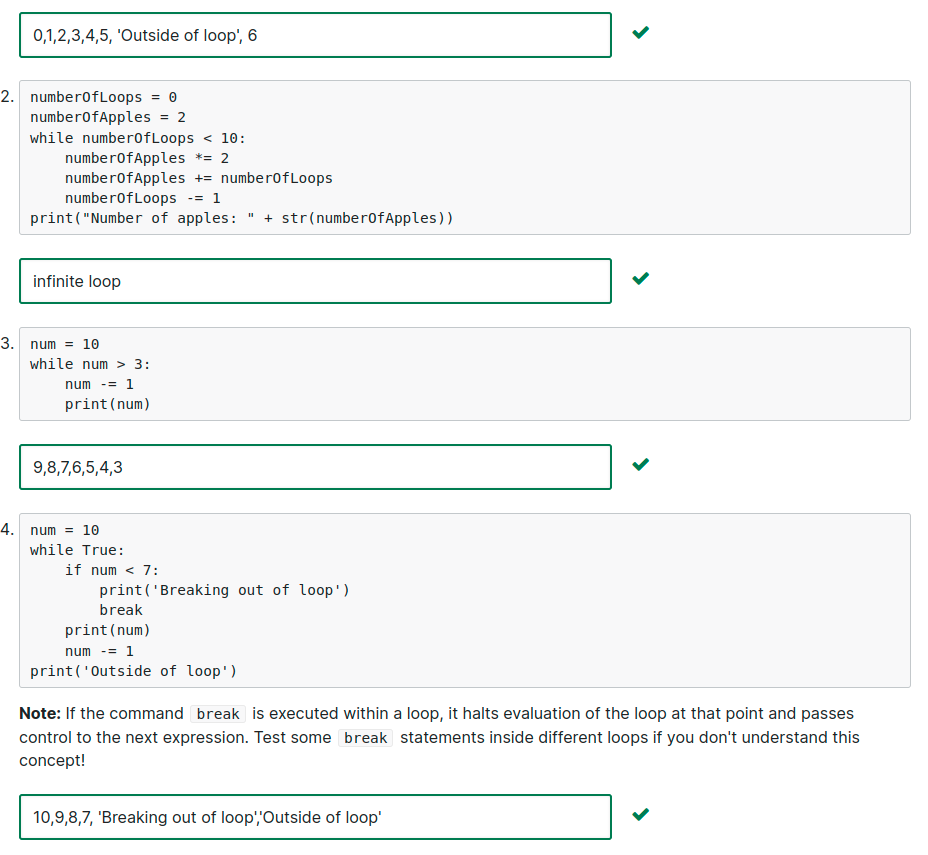 0,1,2,3,4,5, 'Outside of loop', 6
2.
numberOfLoops = 0
numberOfApples = 2
while numberOfLoops < 10:
    numberOfApples *= 2
    numberOfApples += numberOfLoops
    numberOfLoops -= 1
print("Number of apples: " + str(numberOfApples))
infinite loop
3.
num = 10
while num > 3:
    num -= 1
    print(num)
9,8,7,6,5,4,3
4.
num = 10
while True:
    if num < 7:
        print('Breaking out of loop')
        break
    print(num)
    num -= 1
print('Outside of loop')
Note: If the command break is executed within a loop, it halts evaluation of the loop at that point and passes
control to the next expression. Test some break statements inside different loops if you don't understand this
concept!
10,9,8,7, 'Breaking out of loop','Outside of loop'